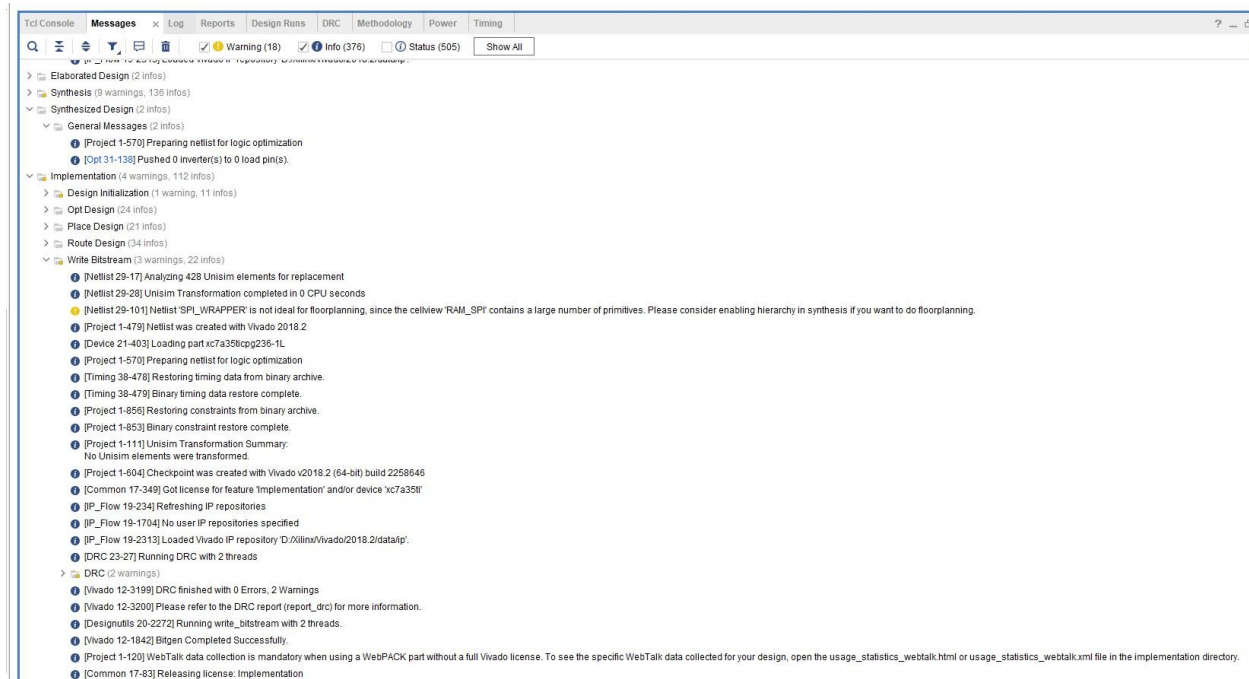 Tcl Console Messages × Log Reports Design Runs DRC Methodology Power Timing ? _
Warning (18) Info (376) Status (505) Show All
[IP_Flow 19-2313] Loaded Vivado IP repository 'D:/Xilinx/Vivado/2018.2/data/ip'.
Elaborated Design (2 infos)
Synthesis (9 warnings, 136 infos)
Synthesized Design (2 infos)
General Messages (2 infos)
[Project 1-570] Preparing netlist for logic optimization
[Opt 31-138] Pushed 0 inverter(s) to 0 load pin(s).
Implementation (4 warnings, 112 infos)
Design Initialization (1 warning, 11 infos)
Opt Design (24 infos)
Place Design (21 infos)
Route Design (34 infos)
Write Bitstream (3 warnings, 22 infos)
[Netlist 29-17] Analyzing 428 Unisim elements for replacement
[Netlist 29-28] Unisim Transformation completed in 0 CPU seconds
[Netlist 29-101] Netlist 'SPI_WRAPPER' is not ideal for floorplanning, since the cellview 'RAM_SPI' contains a large number of primitives. Please consider enabling hierarchy in synthesis if you want to do floorplanning.
[Project 1-479] Netlist was created with Vivado 2018.2
[Device 21-403] Loading part xc7a35ticpg236-1L
[Project 1-570] Preparing netlist for logic optimization
[Timing 38-478] Restoring timing data from binary archive.
[Timing 38-479] Binary timing data restore complete.
[Project 1-856] Restoring constraints from binary archive.
[Project 1-853] Binary constraint restore complete.
[Project 1-111] Unisim Transformation Summary:
No Unisim elements were transformed.
[Project 1-604] Checkpoint was created with Vivado v2018.2 (64-bit) build 2258646
[Common 17-349] Got license for feature 'Implementation' and/or device 'xc7a35ti'
[IP_Flow 19-234] Refreshing IP repositories
[IP_Flow 19-1704] No user IP repositories specified
[IP_Flow 19-2313] Loaded Vivado IP repository 'D:/Xilinx/Vivado/2018.2/data/ip'.
[DRC 23-27] Running DRC with 2 threads
DRC (2 warnings)
[Vivado 12-3199] DRC finished with 0 Errors, 2 Warnings
[Vivado 12-3200] Please refer to the DRC report (report_drc) for more information.
[Designutils 20-2272] Running write_bitstream with 2 threads.
[Vivado 12-1842] Bitgen Completed Successfully.
[Project 1-120] WebTalk data collection is mandatory when using a WebPACK part without a full Vivado license. To see the specific WebTalk data collected for your design, open the usage_statistics_webtalk.html or usage_statistics_webtalk.xml file in the implementation directory.
[Common 17-83] Releasing license: Implementation